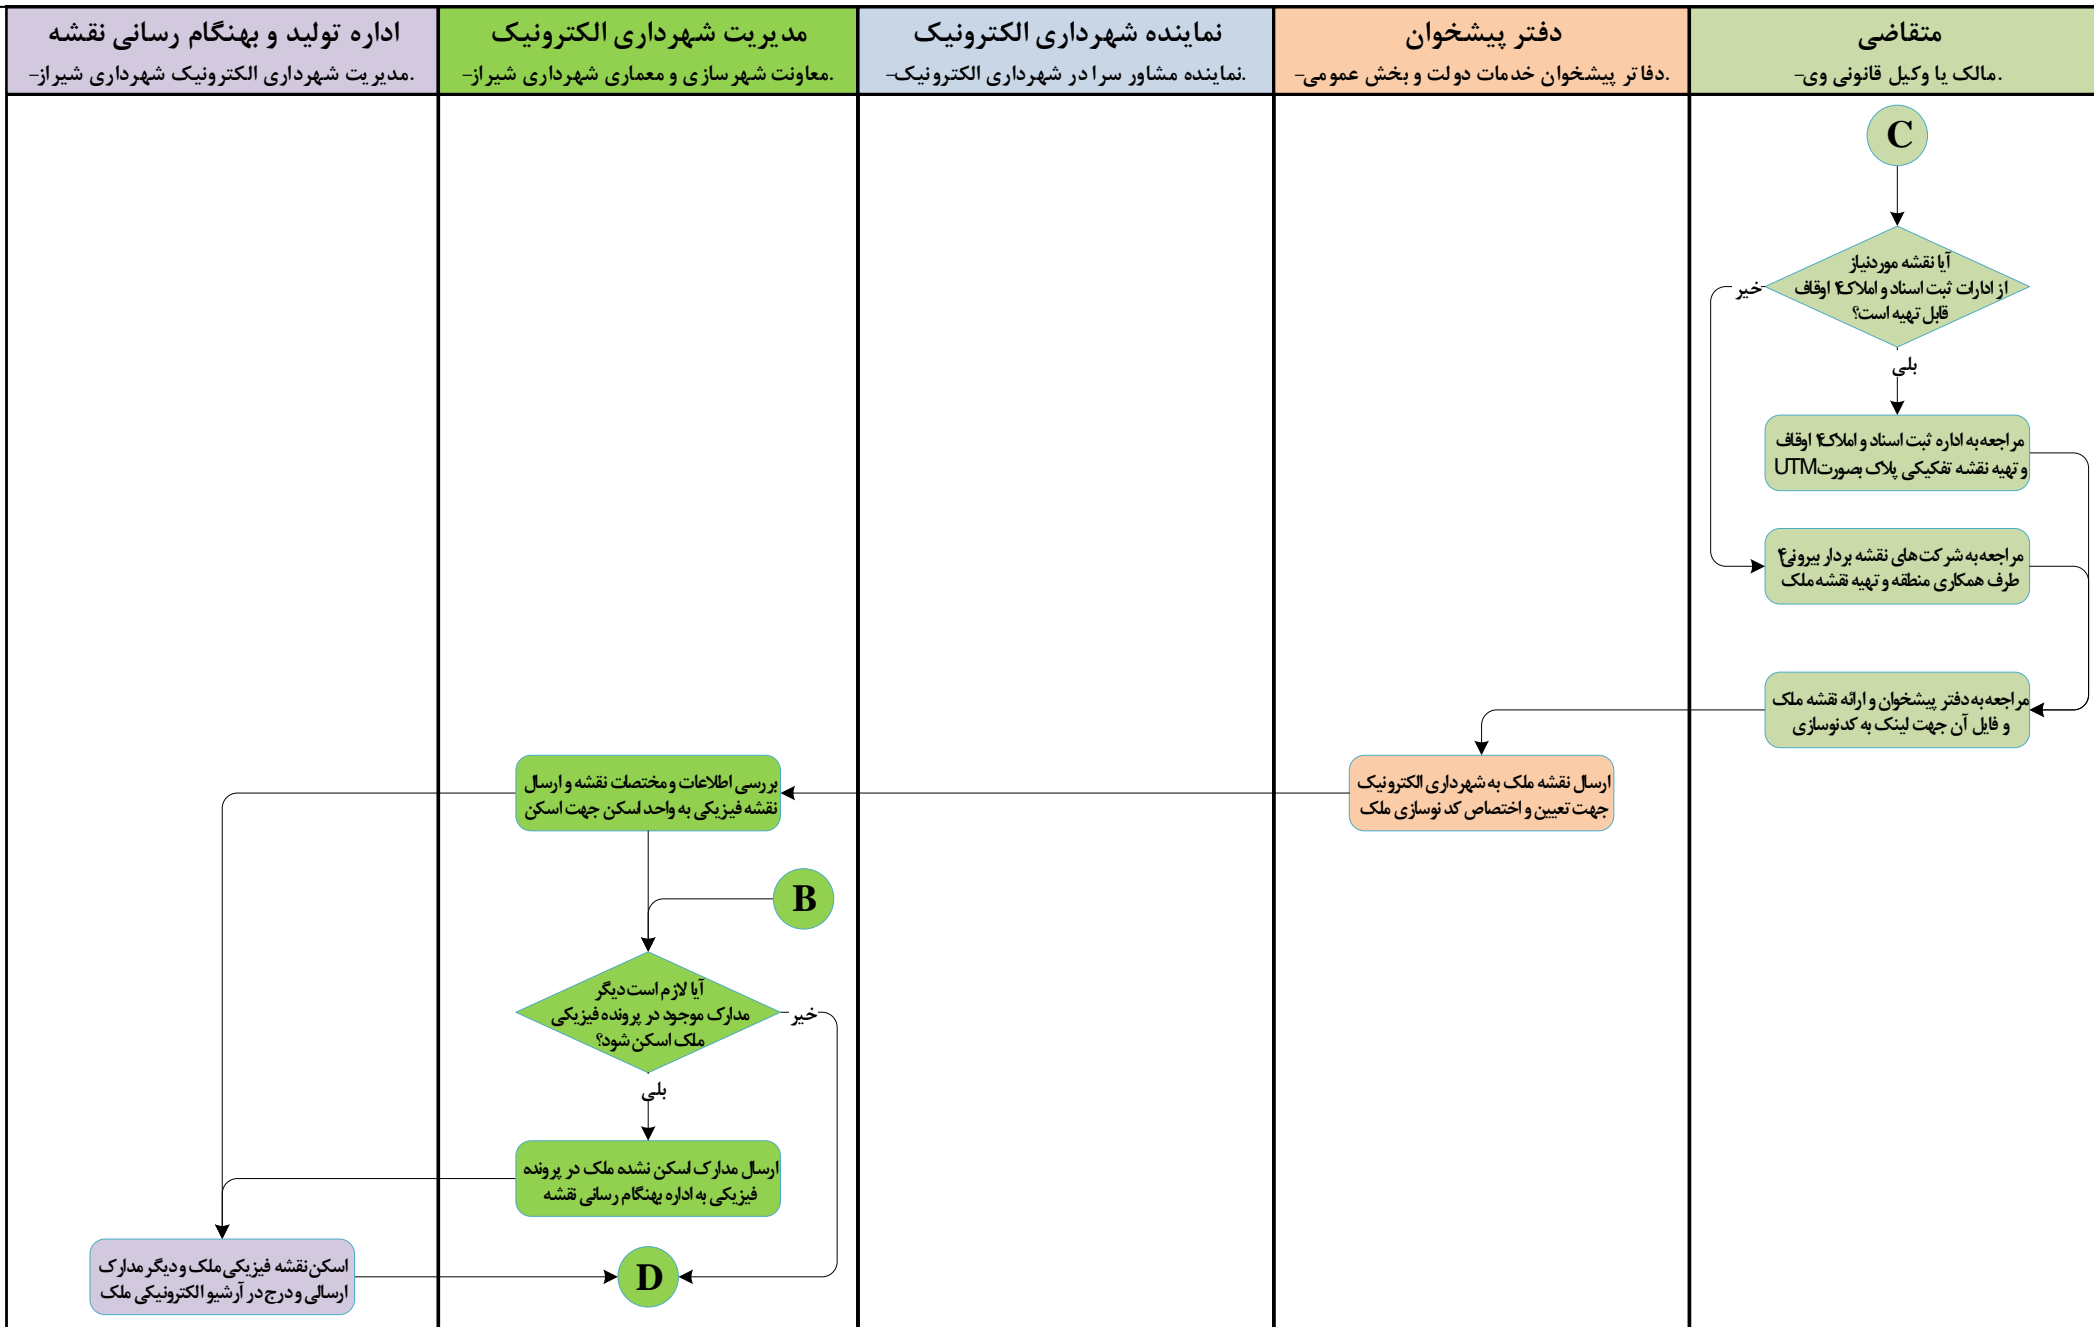 متقاضی
-مالک یا وکیل قانونی وی.
دفتر پیشخوان
-دفاتر پیشخوان خدمات دولت و بخش عمومی.
نماینده شهرداری الکترونیک
-نماینده مشاور سرا در شهرداری الکترونیک.
مدیریت شهرداری الکترونیک
-معاونت شهرسازی و معماری شهرداری شیراز.
اداره تولید و بهنگام رسانی نقشه
-مدیریت شهرداری الکترونیک شهرداری شیراز.
C
آیا نقشه موردنیاز
از ادارات ثبت اسناد و املاک۴ اوقاف
قابل تهیه است؟
خیر
بلی
مراجعه به اداره ثبت اسناد و املاک۴ اوقاف
و تهیه نقشه تفکیکی پلاک بصورت UTM
مراجعه به شرکت های نقشه بردار بیرونی۴
طرف همکاری منطقه و تهیه نقشه ملک
مراجعه به دفتر پیشخوان و ارائه نقشه ملک
و فایل آن جهت لینک به کدنوسازی
ارسال نقشه ملک به شهرداری الکترونیک
جهت تعیین و اختصاص کد نوسازی ملک
بررسی اطلاعات و مختصات نقشه و ارسال
نقشه فیزیکی به واحد اسکن جهت اسکن
B
آیا لازم است دیگر
مدارک موجود در پرونده فیزیکی
ملک اسکن شود؟
خیر
بلی
ارسال مدارک اسکن نشده ملک در پرونده
فیزیکی به اداره بهنگام رسانی نقشه
اسکن نقشه فیزیکی ملک و دیگر مدارک
ارسالی و درج در آرشیو الکترونیکی ملک
D